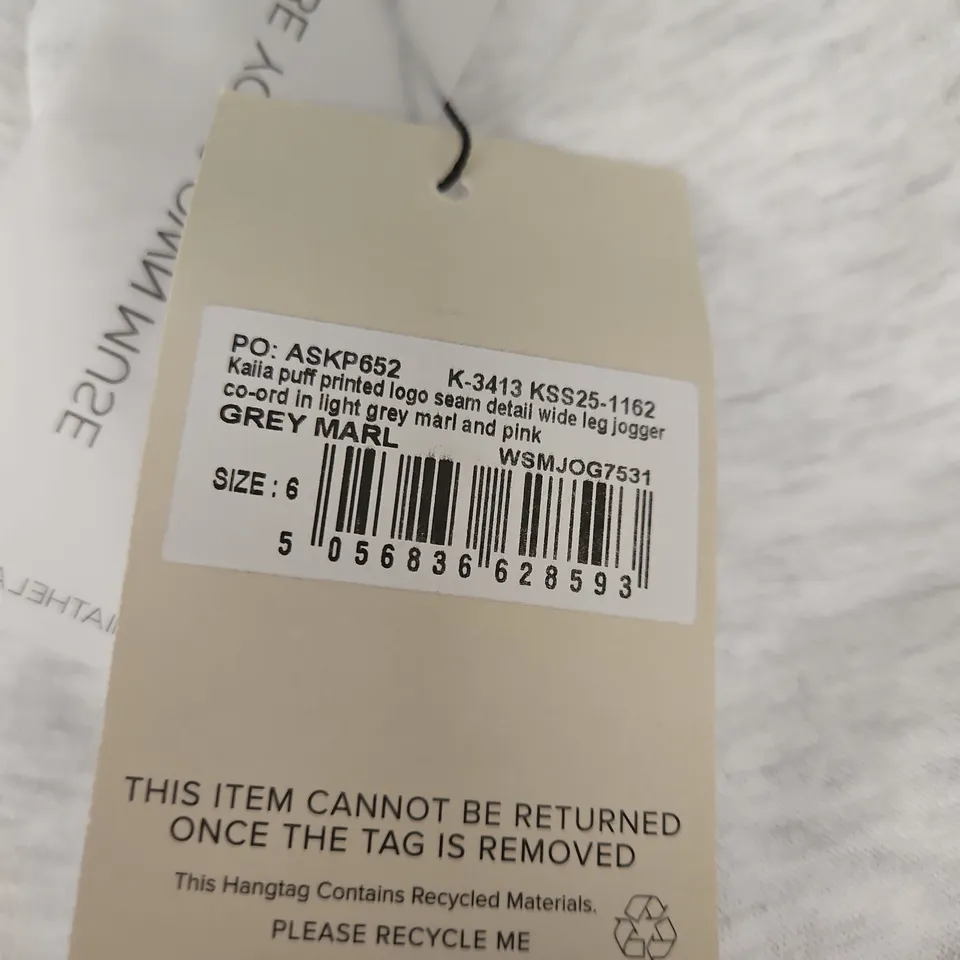 BE YOUR OWN MUSE
PO: ASKP652 K-3413 KSS25-1162
Kaiia puff printed logo seam detail wide leg jogger
co-ord in light grey marl and pink
GREY MARL
WSMJOG7531
SIZE : 6
5 056836 628593
THIS ITEM CANNOT BE RETURNED
ONCE THE TAG IS REMOVED
This Hangtag Contains Recycled Materials.
PLEASE RECYCLE ME